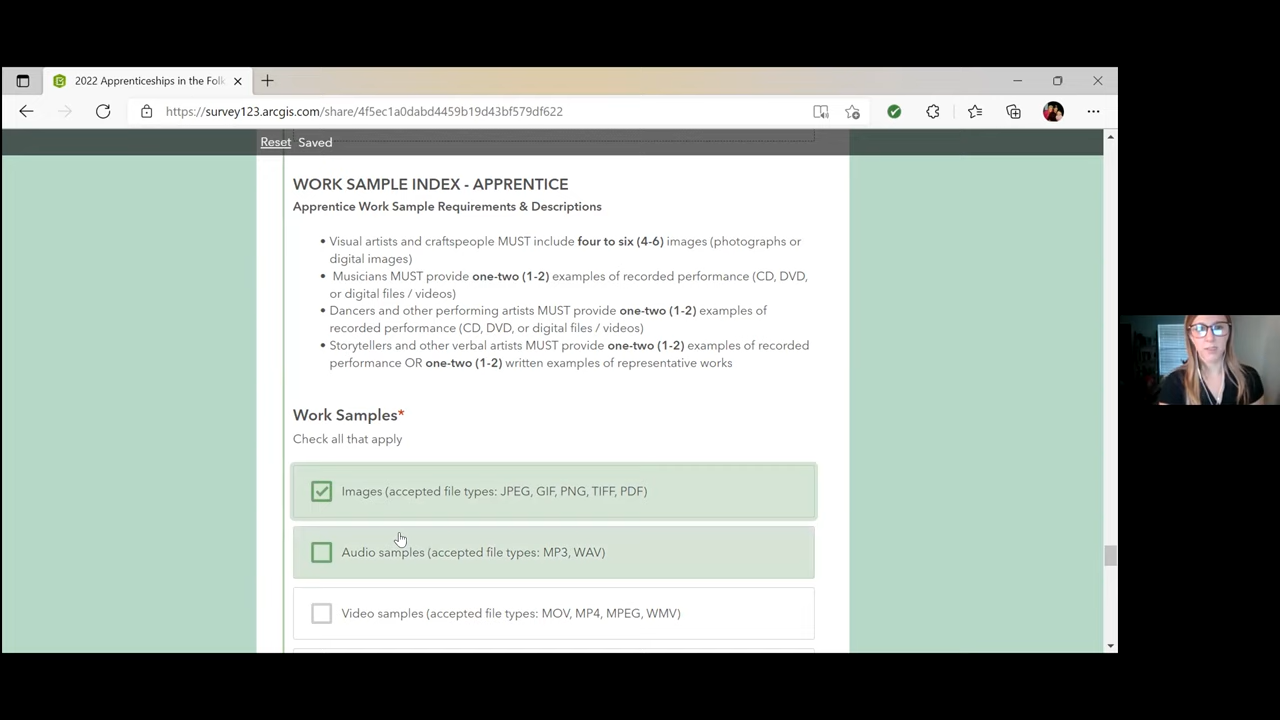 2022 Apprenticeships in the Folk
https://survey123.arcgis.com/share/4f5ec1a0dabd4459b19d43bf579df622
Reset Saved
WORK SAMPLE INDEX - APPRENTICE
Apprentice Work Sample Requirements & Descriptions
• Visual artists and craftspeople MUST include four to six (4-6) images (photographs or
digital images)
• Musicians MUST provide one-two (1-2) examples of recorded performance (CD, DVD,
or digital files / videos)
• Dancers and other performing artists MUST provide one-two (1-2) examples of
recorded performance (CD, DVD, or digital files / videos)
• Storytellers and other verbal artists MUST provide one-two (1-2) examples of recorded
performance OR one-two (1-2) written examples of representative works
Work Samples*
Check all that apply
Images (accepted file types: JPEG, GIF, PNG, TIFF, PDF)
Audio samples (accepted file types: MP3, WAV)
Video samples (accepted file types: MOV, MP4, MPEG, WMV)